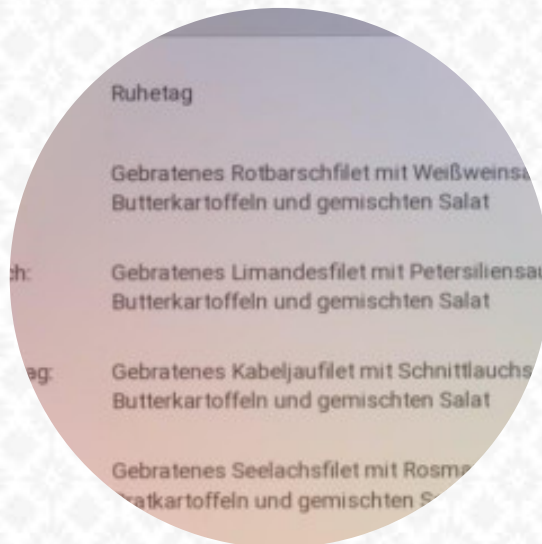 Ruhetag
Gebratenes Rotbarschfilet mit
Butterkartoffeln und gemischten Salat
Gebratenes Limandesfilet mit
Butterkartoffeln und gemischten Salat
Gebratenes Kabeljaufilet mit
Butterkartoffeln und gemischten Salat
Gebratenes Seelachsfilet mit
und gemischten